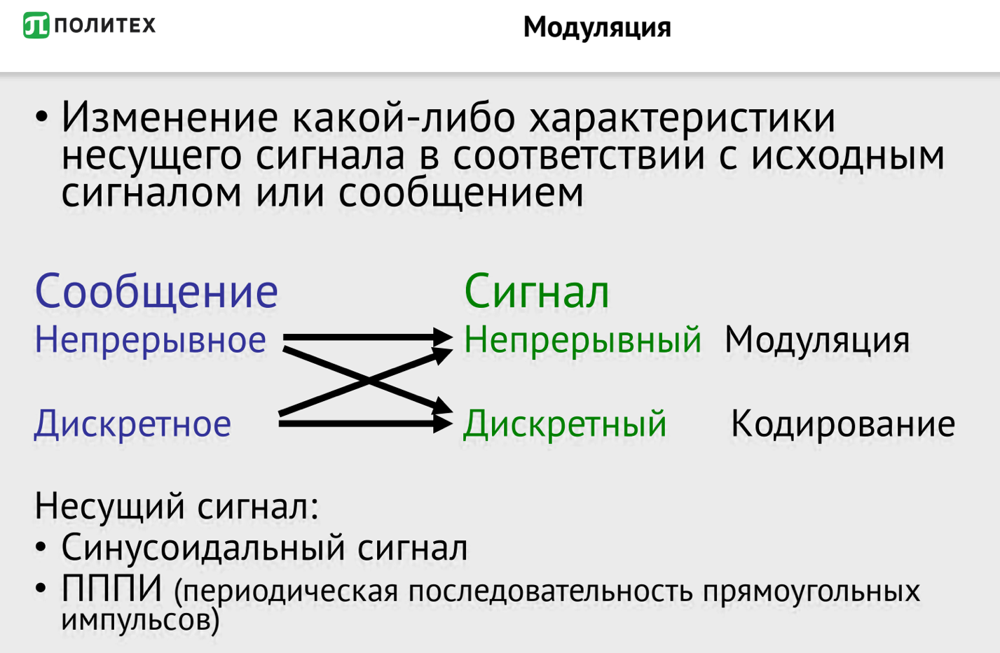 ПОЛИТЕХ
Модуляция
• Изменение какой-либо характеристики
несущего сигнала в соответствии с исходным
сигналом или сообщением
Сообщение Сигнал
Непрерывное Непрерывный Модуляция
Дискретное Дискретный Кодирование
Несущий сигнал:
• Синусоидальный сигнал
• ПППИ (периодическая последовательность прямоугольных
импульсов)